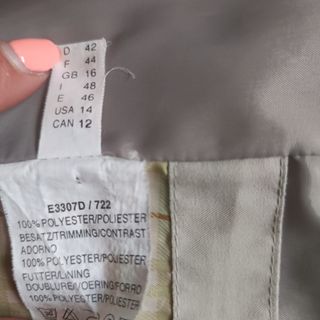 D 42
F 44
GB 16
I 48
E 46
USA 14
CAN 12
E3307D / 722
100% POLYESTER/POLIESTER
BESATZ/TRIMMING/CONTRAST
ADORNO
100% POLYESTER/POLIESTER
FUTTER/LINING
DOUBLURE/OERING/FORRO
100% POLYESTER/POLIESTER